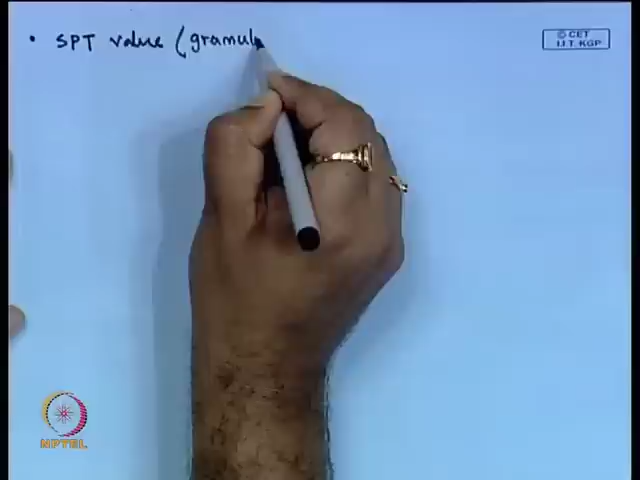 • SPT value (granul
© CET
I.I.T. KGP
NPTEL